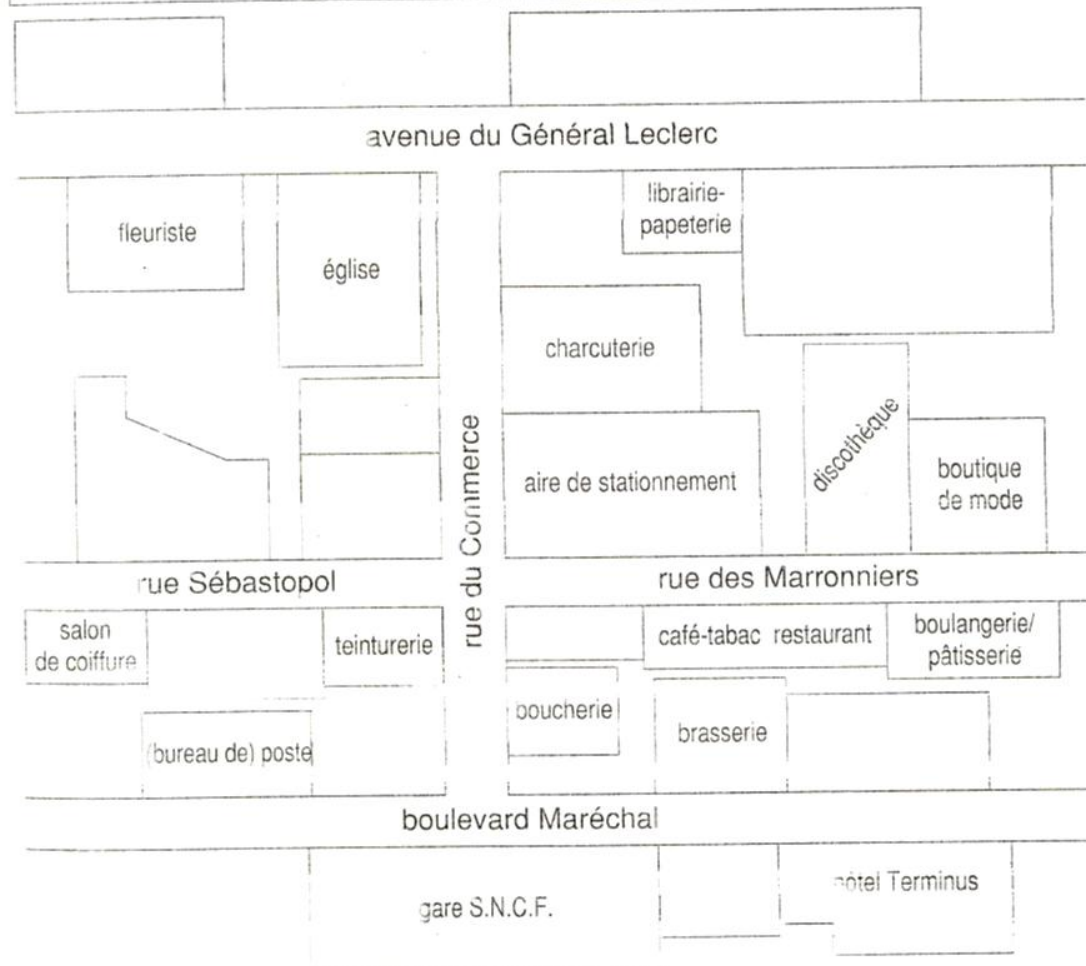 avenue du Général Leclerc
fleuriste
église
librairie-
papeterie
charcuterie
aire de stationnement
discothèque
boutique
de mode
rue du Commerce
rue Sébastopol
rue des Marronniers
salon
de coiffure
teinturerie
café-tabac restaurant
boulangerie/
pâtisserie
(bureau de) poste
boucherie
brasserie
boulevard Maréchal
gare S.N.C.F.
hôtel Terminus